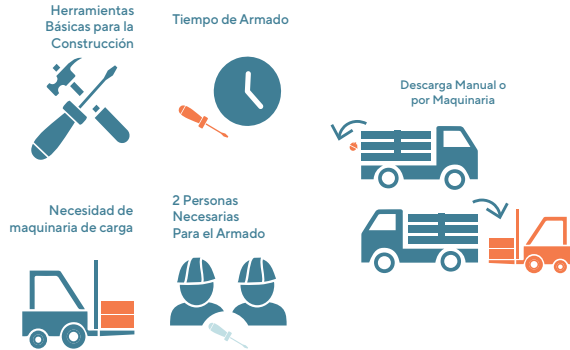 Herramientas
Básicas para la
Construcción
Tiempo de Armado
Descarga Manual o
por Maquinaria
Necesidad de
maquinaria de carga
2 Personas
Necesarias
Para el Armado